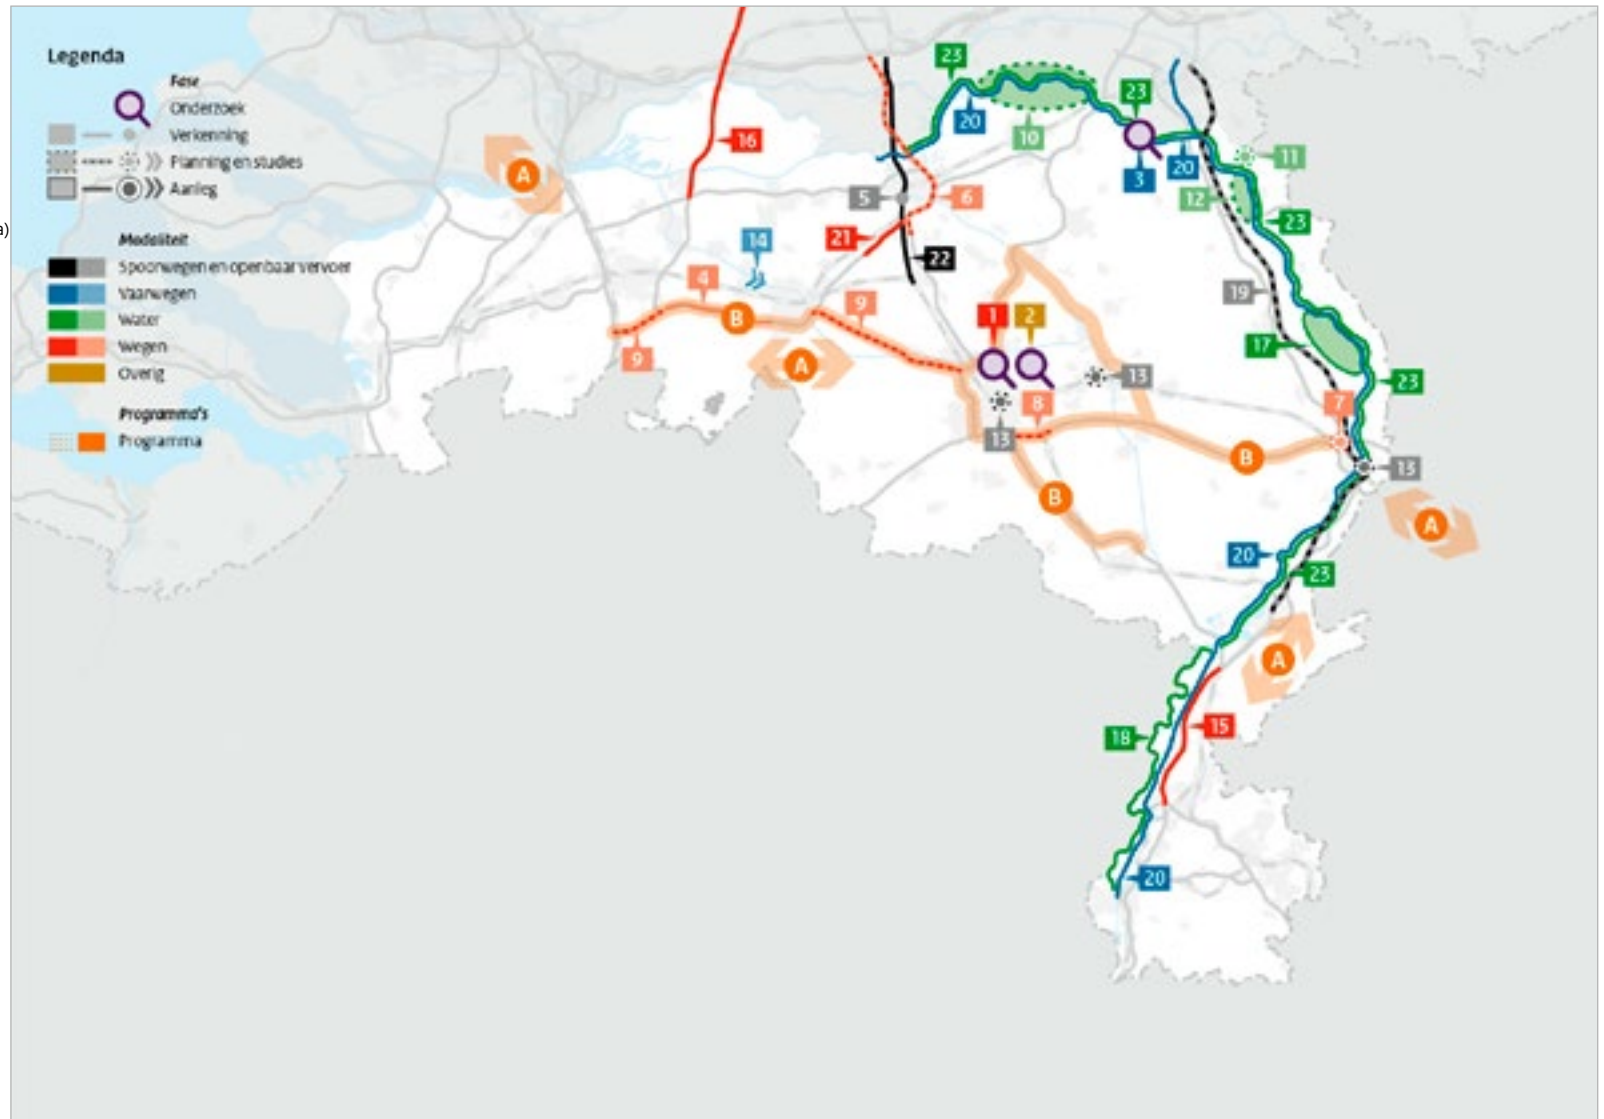 Legenda
Fase
Onderzoek
Verkenning
Planning en studies
Aanleg
a)
Modaliteit
Spoorwegen en openbaar vervoer
Vaarwegen
Water
Wegen
Overig
Programma's
Programma
23
16
A
20
10
23
3
20
11
12
5
6
23
21
14
22
4
9
19
B
1
2
17
9
A
13
23
8
7
13
B
13
B
A
20
23
A
18
15
20